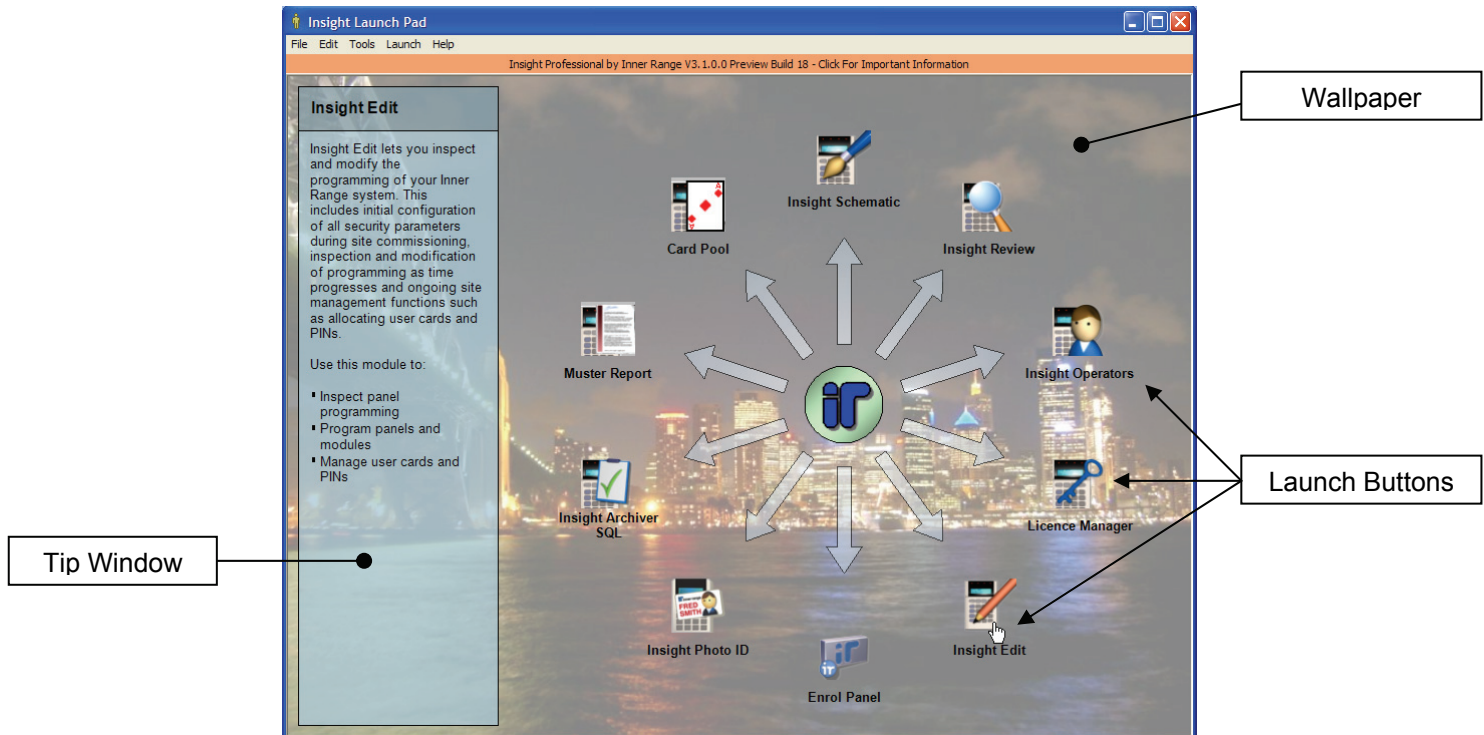 Insight Launch Pad
File Edit Tools Launch Help
Insight Professional by Inner Range V3.1.0.0 Preview Build 18 - Click For Important Information
Insight Edit
Insight Edit lets you inspect
and modify the
programming of your Inner
Range system. This
includes initial configuration
of all security parameters
during site commissioning,
inspection and modification
of programming as time
progresses and ongoing site
management functions such
as allocating user cards and
PINs.
Use this module to:
Inspect panel
programming
Program panels and
modules
Manage user cards and
PINs
Tip Window
Insight Schematic
Card Pool
A
Insight Review
Muster Report
Insight Operators
ir
Insight Archiver
SQL
Licence Manager
FRED
SMITH
Insight Photo ID
ir
ir
Enrol Panel
Insight Edit
Wallpaper
Launch Buttons